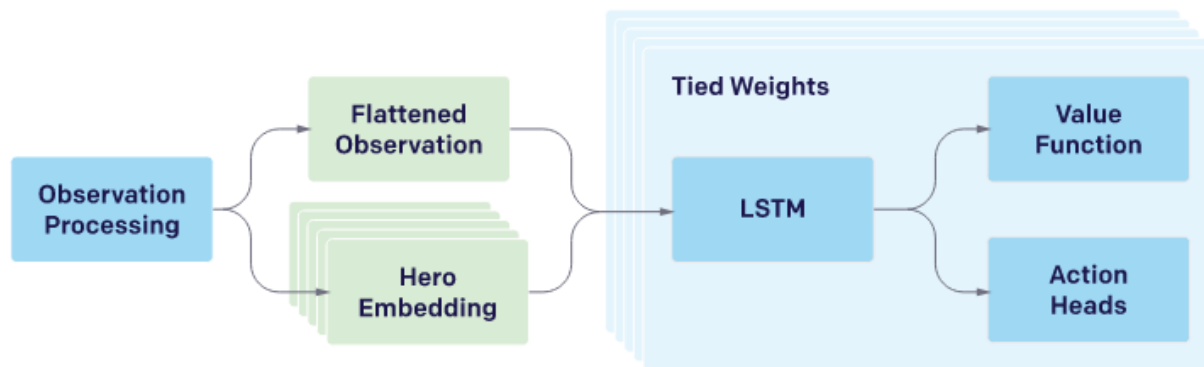 Observation
Processing
Flattened
Observation
Hero
Embedding
Tied Weights
LSTM
Value
Function
Action
Heads